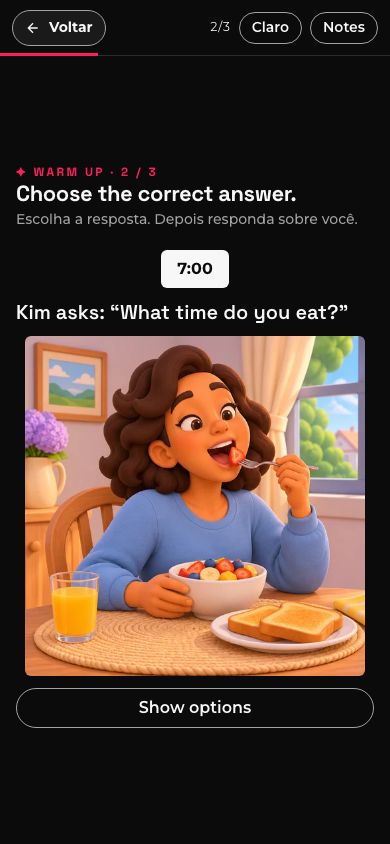 ← Voltar
2/3
Claro
Notes
✦ WARM UP · 2 / 3
Choose the correct answer.
Escolha a resposta. Depois responda sobre você.
7:00
Kim asks: “What time do you eat?”
Show options